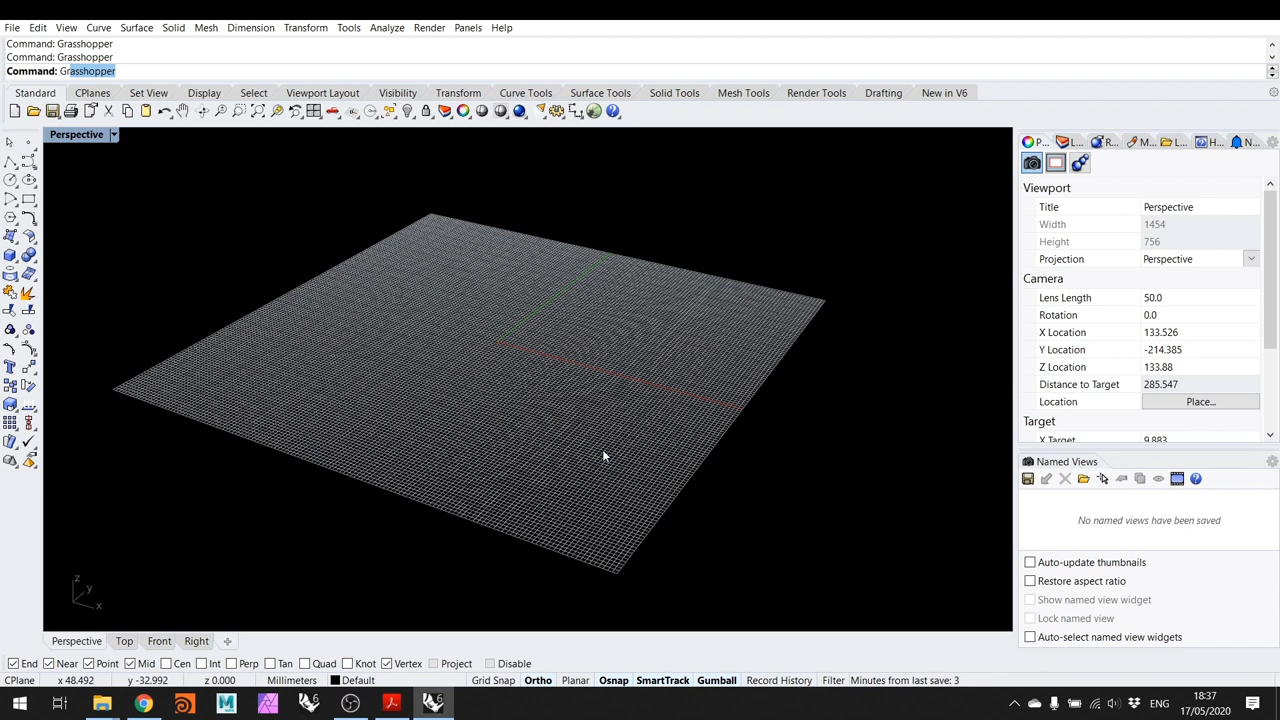 File Edit View Curve Surface Solid Mesh Dimension Transform Tools Analyze Render Panels Help
Command: Grasshopper
Command: Grasshopper
Command: Grasshopper
Standard CPlanes Set View Display Select Viewport Layout Visibility Transform Curve Tools Surface Tools Solid Tools Mesh Tools Render Tools Drafting New in V6
Perspective
P... L... R... M... L... H... N...
Viewport
Title Perspective
Width 1454
Height 756
Projection Perspective
Camera
Lens Length 50.0
Rotation 0.0
X Location 133.526
Y Location -214.385
Z Location 133.88
Distance to Target 285.547
Location Place...
Target
X Target 9.883
Named Views
No named views have been saved
Auto-update thumbnails
Restore aspect ratio
Show named view widget
Lock named view
Auto-select named view widgets
z
y
x
Perspective Top Front Right
End Near Point Mid Cen Int Perp Tan Quad Knot Vertex Project Disable
CPlane x 48.492 y -32.992 z 0.000 Millimeters Default Grid Snap Ortho Planar Osnap SmartTrack Gumball Record History Filter Minutes from last save: 3
ENG
18:37
17/05/2020